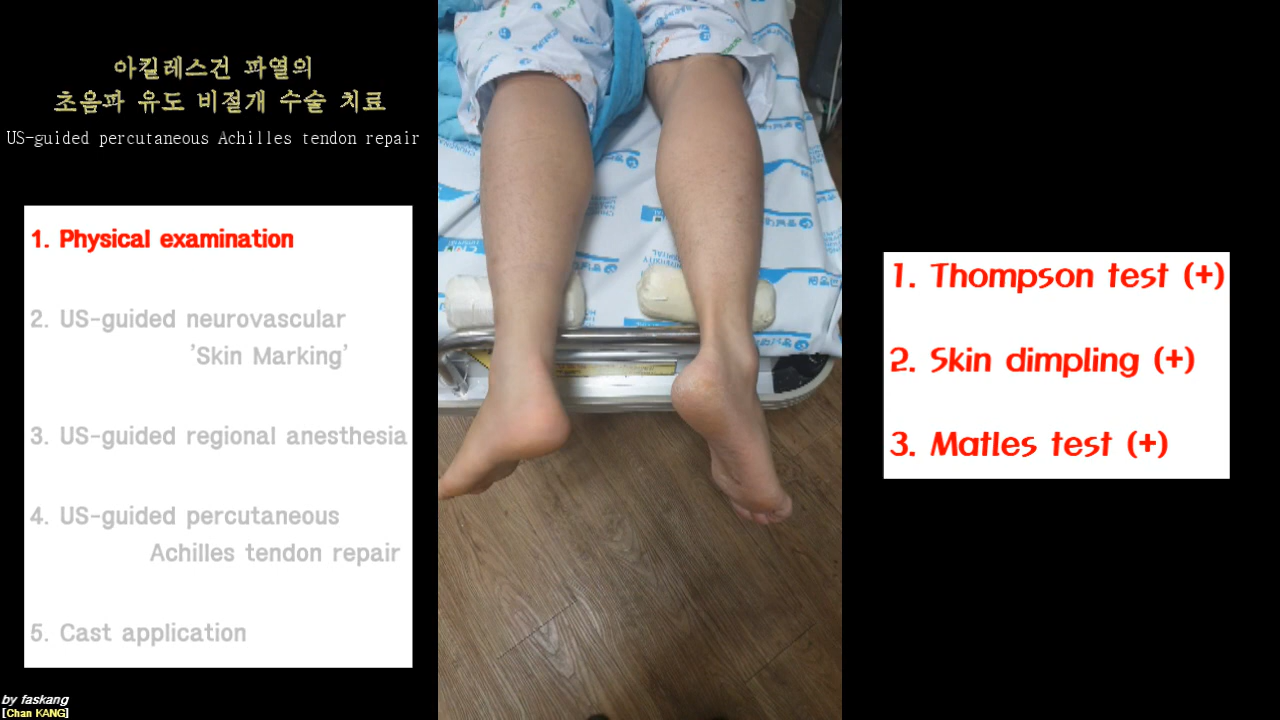 아킬레스건 파열의
초음파 유도 비절개 수술 치료
US-guided percutaneous Achilles tendon repair
1. Physical examination
2. US-guided neurovascular
'Skin Marking'
3. US-guided regional anesthesia
4. US-guided percutaneous
Achilles tendon repair
5. Cast application
by faskang
[Chan KANG]
1. Thompson test (+)
2. Skin dimpling (+)
3. Matles test (+)